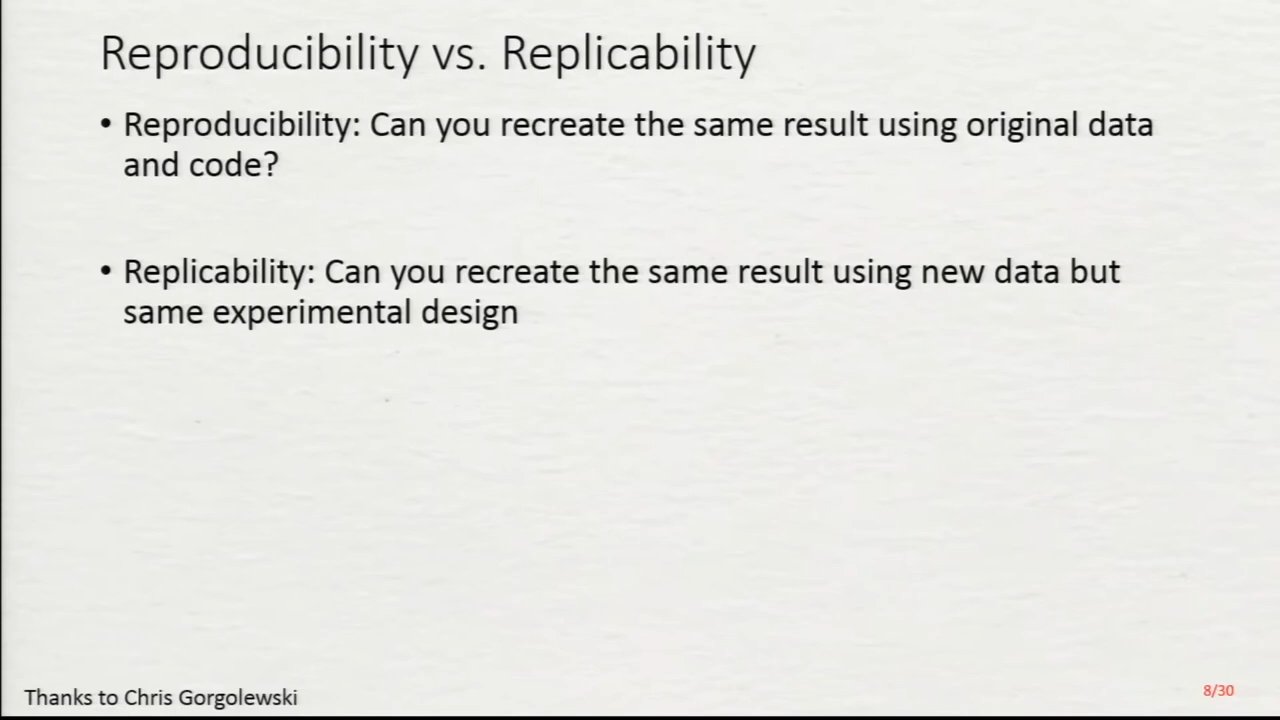 Reproducibility vs. Replicability
• Reproducibility: Can you recreate the same result using original data
and code?
• Replicability: Can you recreate the same result using new data but
same experimental design
Thanks to Chris Gorgolewski
8/30